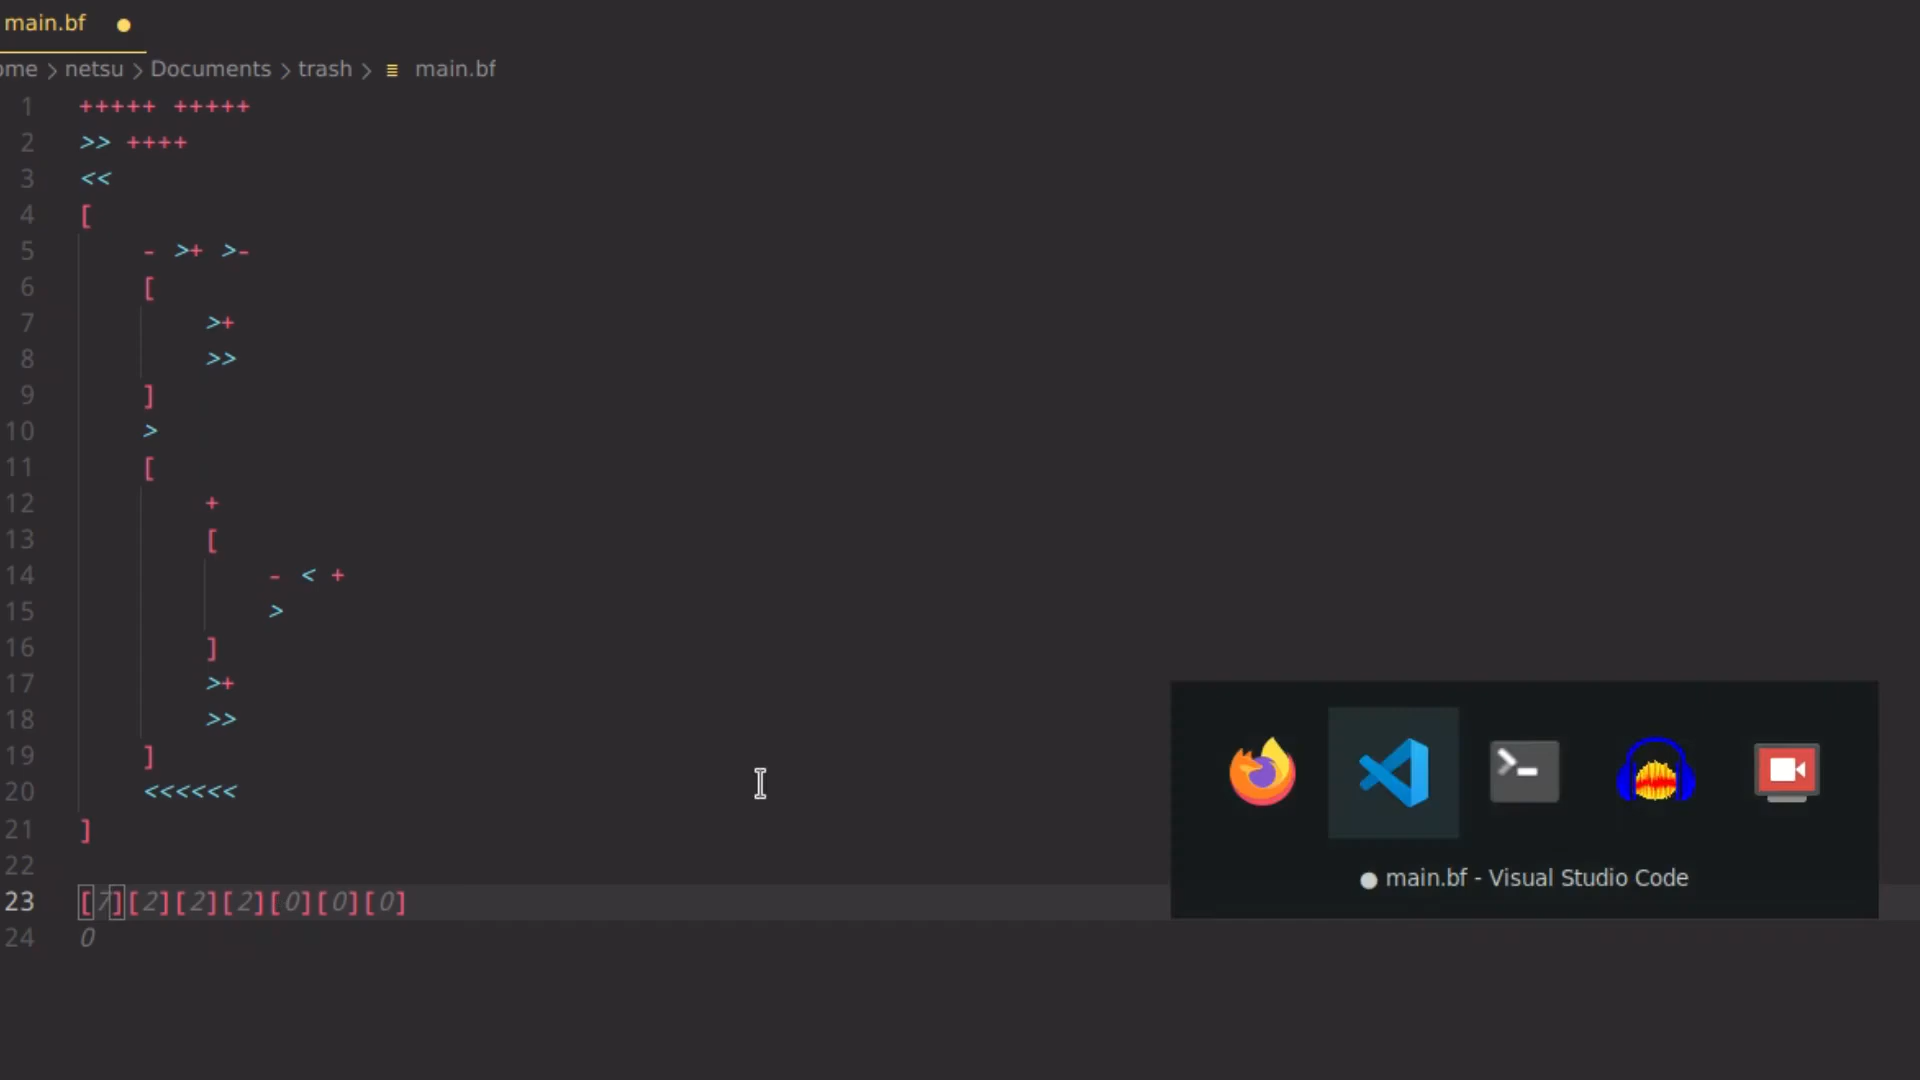 main.bf ●
ome > netsu > Documents > trash > ≡ main.bf
1 +++++ +++++
2 >> ++++
3 <<
4 [
5 - >+ >-
6 [
7 >+
8 >>
9 ]
10 >
11 [
12 +
13 [
14 - < +
15 >
16 ]
17 >+
18 >>
19 ]
20 <<<<<<
21 ]
22
23 [7][2][2][2][0][0][0]
24 0
● main.bf - Visual Studio Code